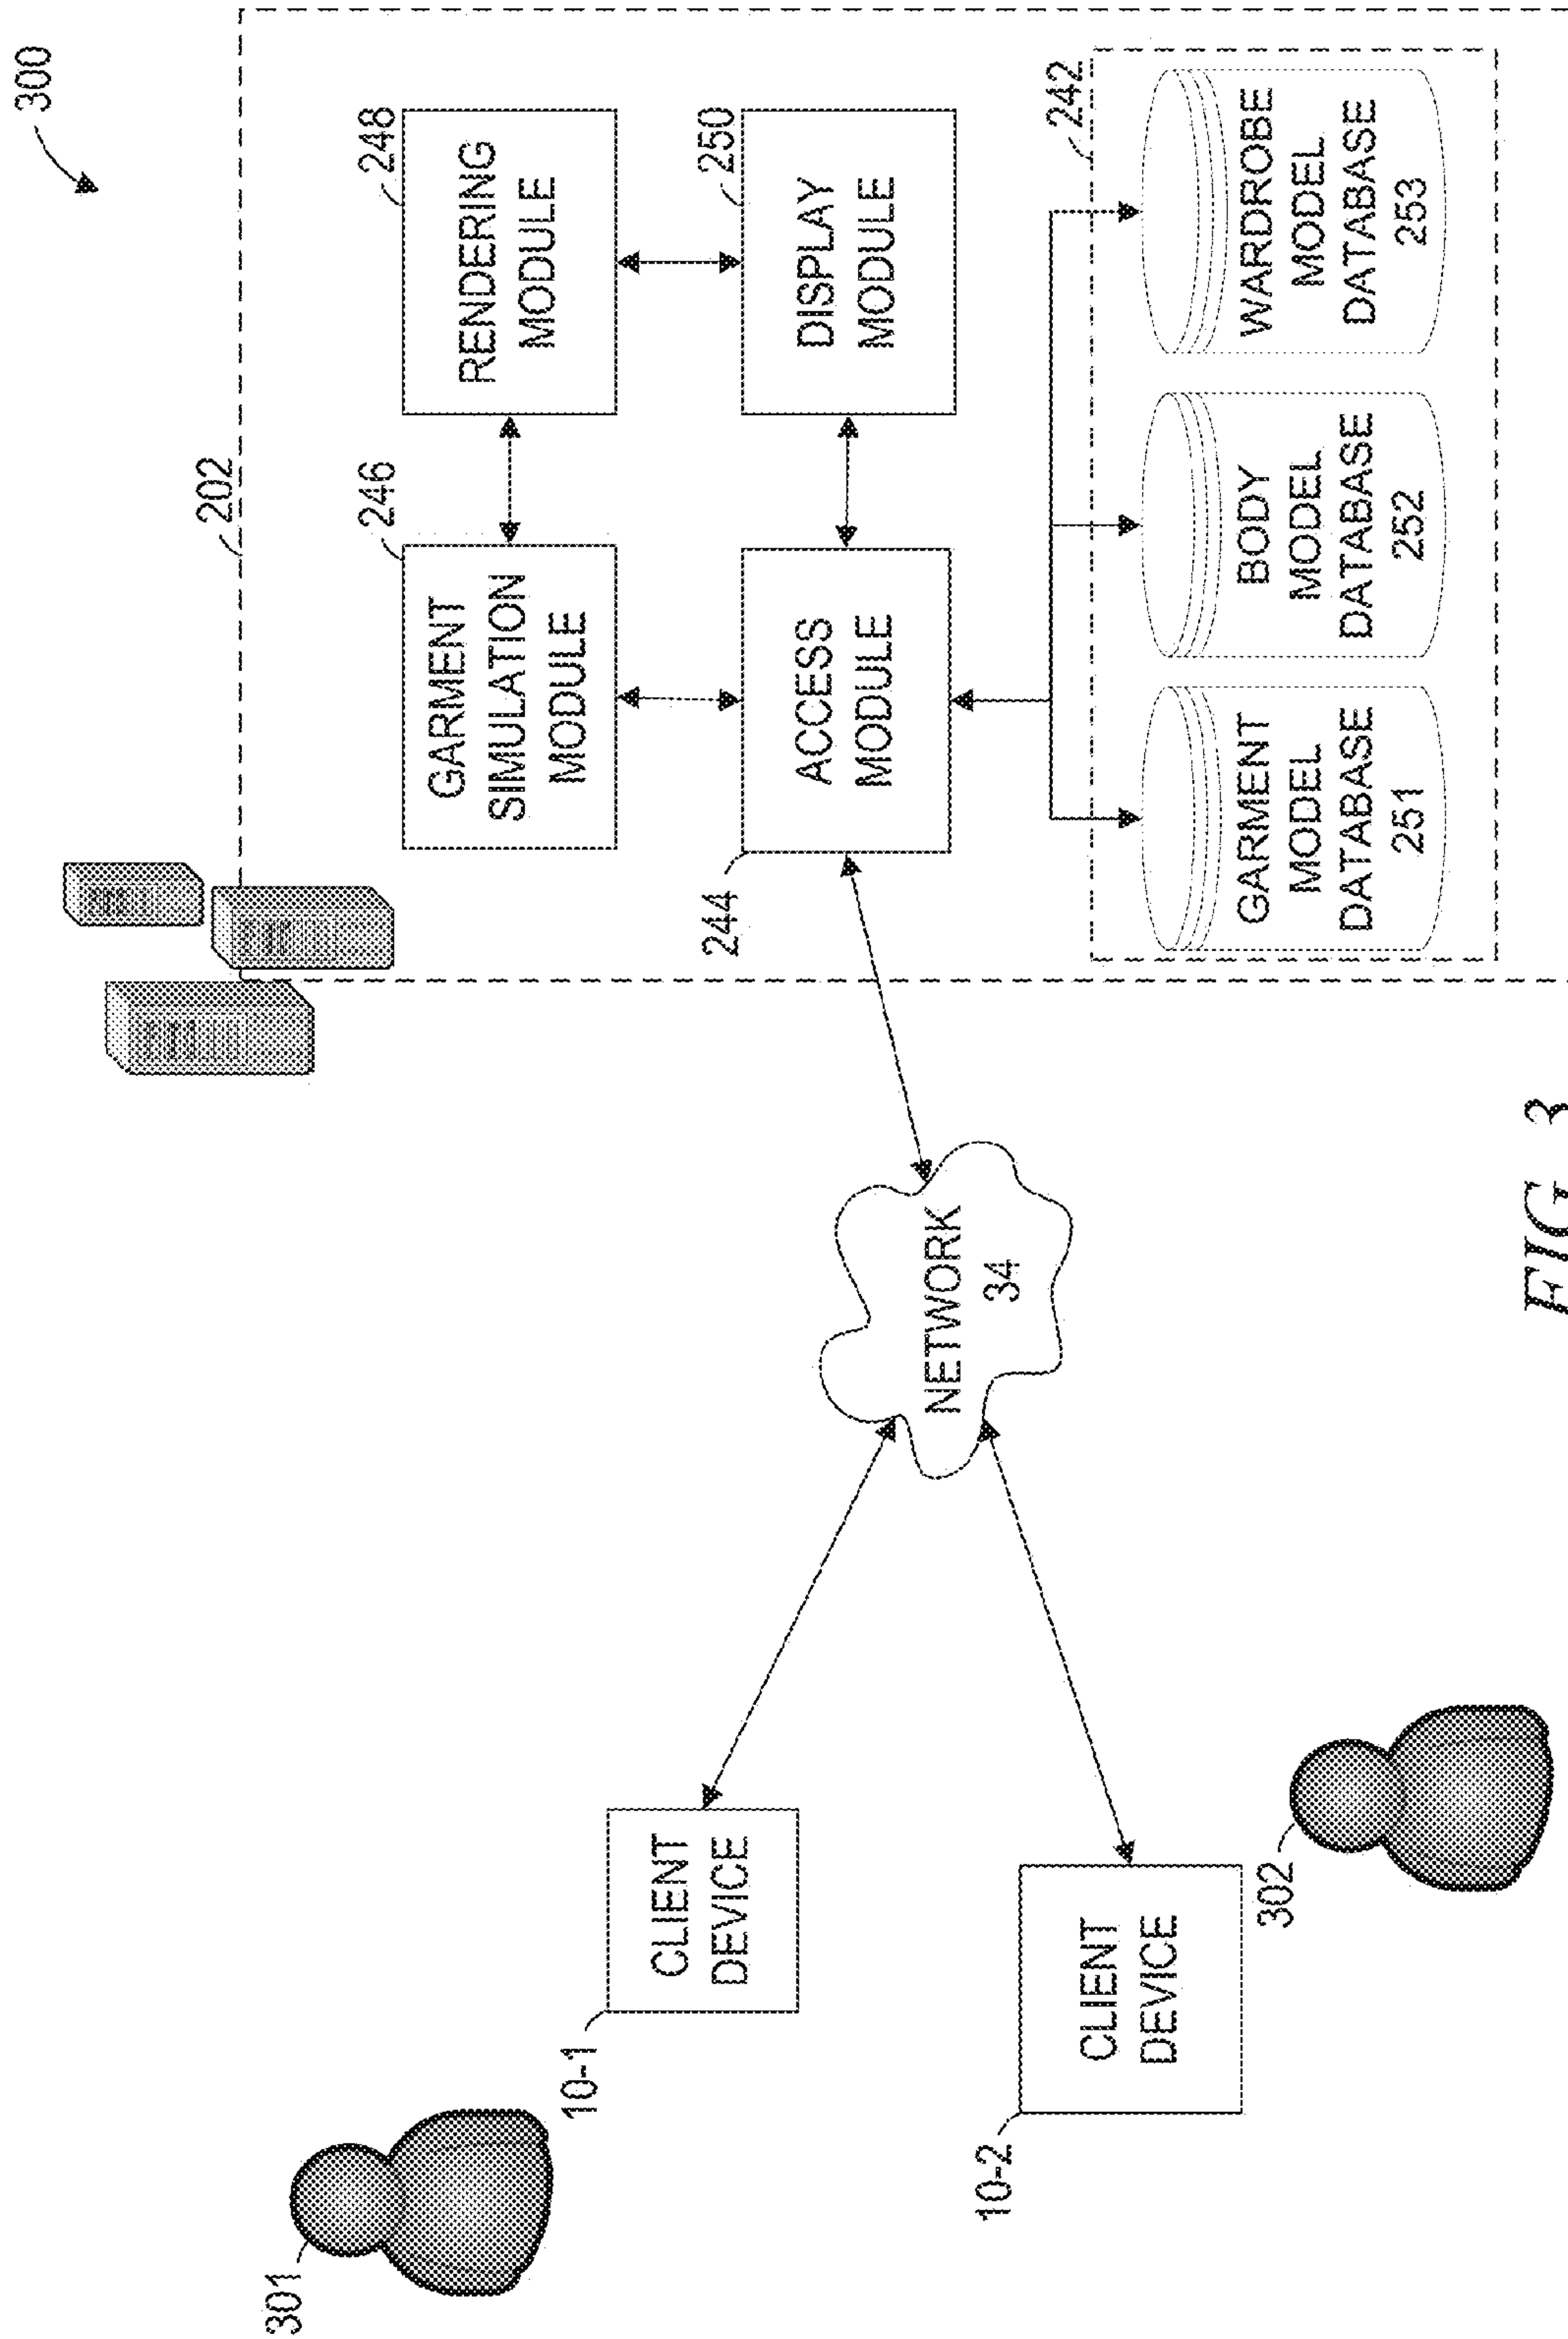 300
202
246
248
GARMENT
SIMULATION
MODULE
RENDERING
MODULE
244
250
ACCESS
MODULE
DISPLAY
MODULE
242
GARMENT
MODEL
DATABASE
251
BODY
MODEL
DATABASE
252
WARDROBE
MODEL
DATABASE
253
NETWORK
34
301
10-1
CLIENT
DEVICE
10-2
CLIENT
DEVICE
302
FIG. 3